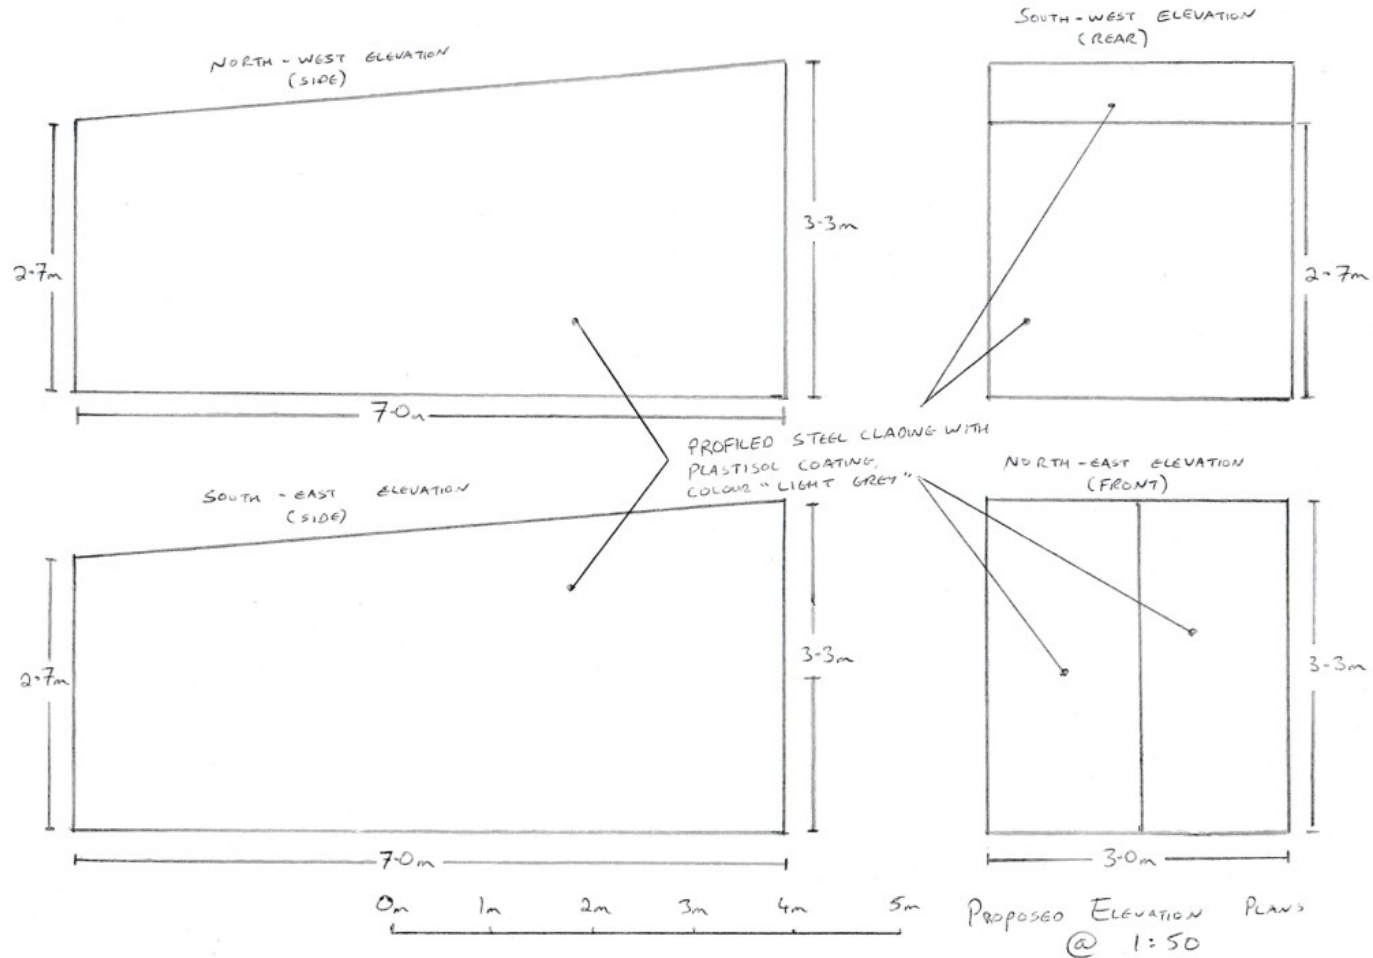 NORTH-WEST ELEVATION
(SIDE)
SOUTH-WEST ELEVATION
(REAR)
2.7m
3.3m
2.7m
7.0m
PROFILED STEEL CLADING WITH
PLASTISOL COATING,
COLOUR "LIGHT GREY"
SOUTH-EAST ELEVATION
(SIDE)
NORTH-EAST ELEVATION
(FRONT)
2.7m
3.3m
3.3m
7.0m
3.0m
0m 1m 2m 3m 4m 5m
PROPOSED ELEVATION PLANS
@ 1:50